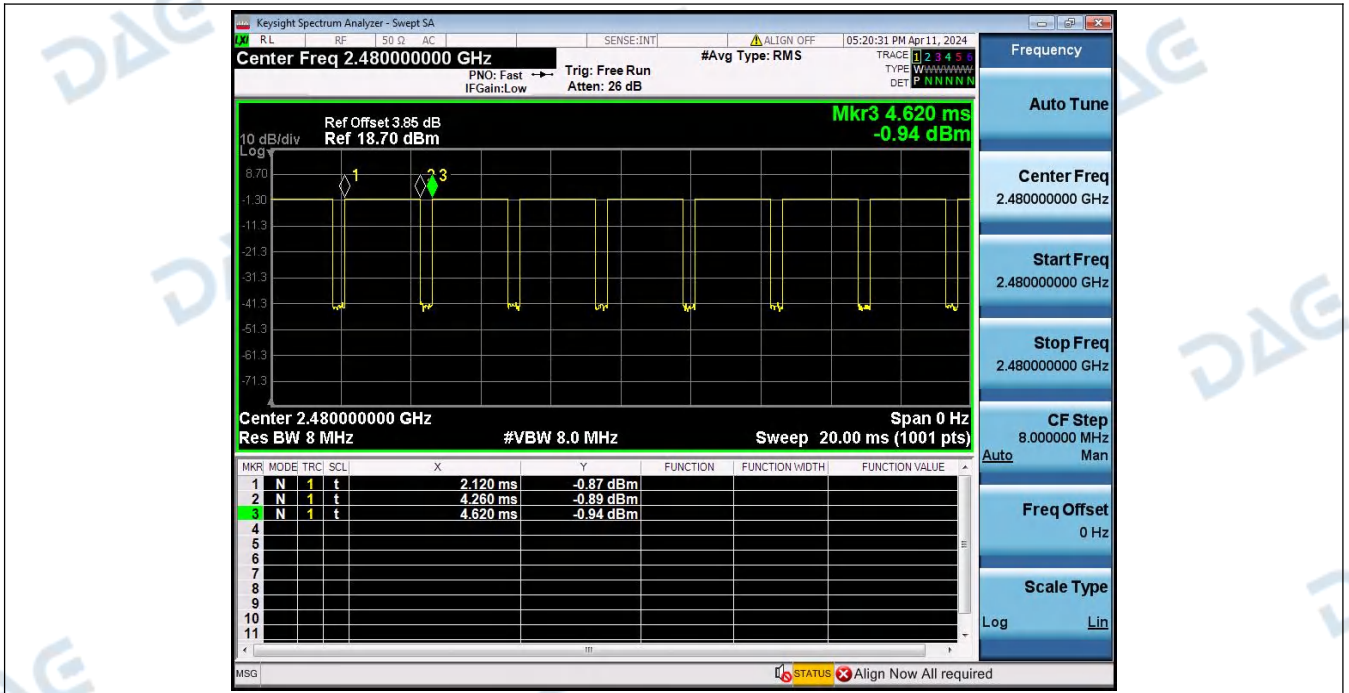 DAG
DAG
Keysight Spectrum Analyzer - Swept SA
LXI RL RF 50 Ω AC SENSE:INT ALIGN OFF 05:20:31 PM Apr 11, 2024
Center Freq 2.480000000 GHz
#Avg Type: RMS
TRACE 1 2 3 4 5 6
PNO: Fast Trig: Free Run
TYPE WWWWWW
IFGain:Low Atten: 26 dB
DET P N N N N N
Mkr3 4.620 ms
Ref Offset 3.85 dB
-0.94 dBm
10 dB/div Ref 18.70 dBm
Log
8.70
-1.30
-11.3
-21.3
-31.3
-41.3
-51.3
-61.3
-71.3
1
2 3
Center 2.480000000 GHz Span 0 Hz
Res BW 8 MHz #VBW 8.0 MHz Sweep 20.00 ms (1001 pts)
MKR MODE TRC SCL X Y FUNCTION FUNCTION WIDTH FUNCTION VALUE
1 N 1 t 2.120 ms -0.87 dBm
2 N 1 t 4.260 ms -0.89 dBm
3 N 1 t 4.620 ms -0.94 dBm
4
5
6
7
8
9
10
11
MSG STATUS Align Now All required
Frequency
Auto Tune
Center Freq
2.480000000 GHz
Start Freq
2.480000000 GHz
Stop Freq
2.480000000 GHz
CF Step
8.000000 MHz
Auto Man
Freq Offset
0 Hz
Scale Type
Log Lin
DAG
DAG